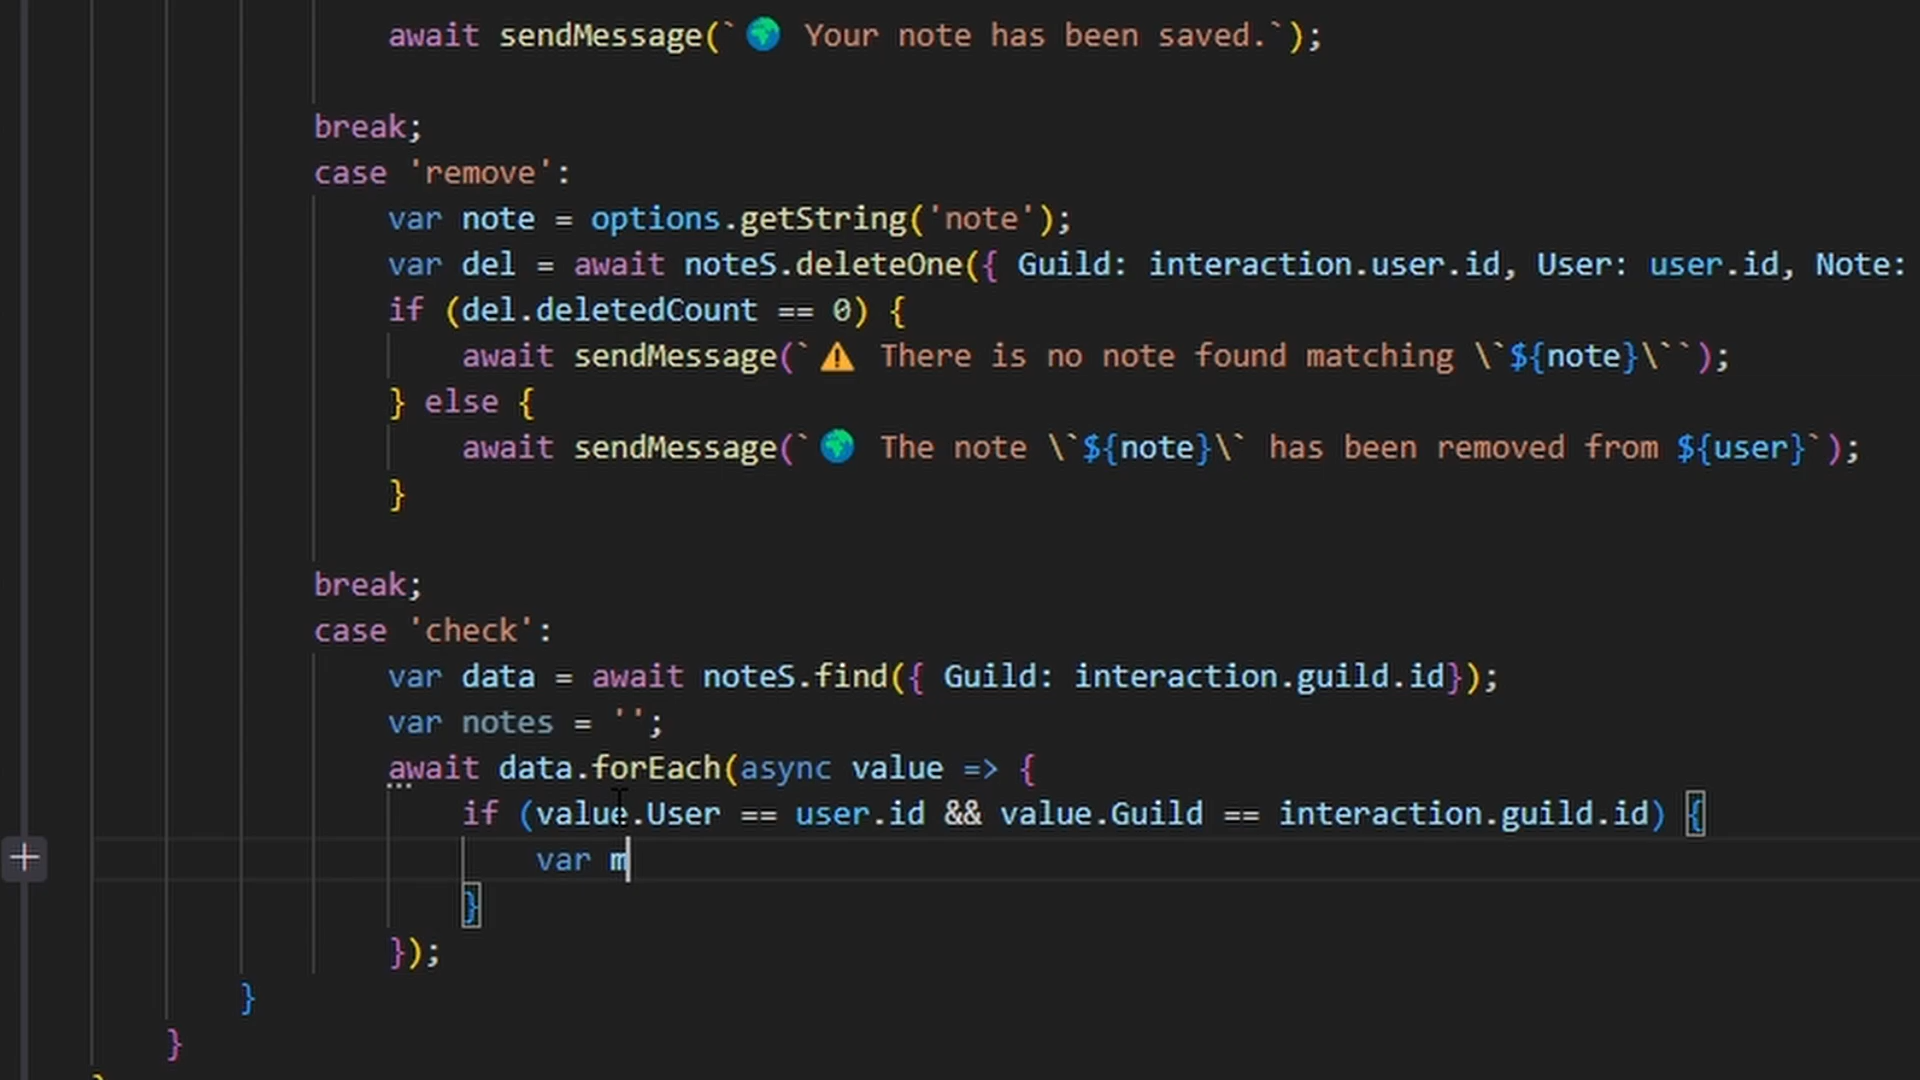 await sendMessage(`🌍 Your note has been saved.`);
break;
case 'remove':
var note = options.getString('note');
var del = await noteS.deleteOne({ Guild: interaction.user.id, User: user.id, Note:
if (del.deletedCount == 0) {
await sendMessage(`⚠️ There is no note found matching \`${note}\``);
} else {
await sendMessage(`🌍 The note \`${note}\` has been removed from ${user}`);
}
break;
case 'check':
var data = await noteS.find({ Guild: interaction.guild.id});
var notes = '';
await data.forEach(async value => {
if (value.User == user.id && value.Guild == interaction.guild.id) {
var m
}
});
}
}